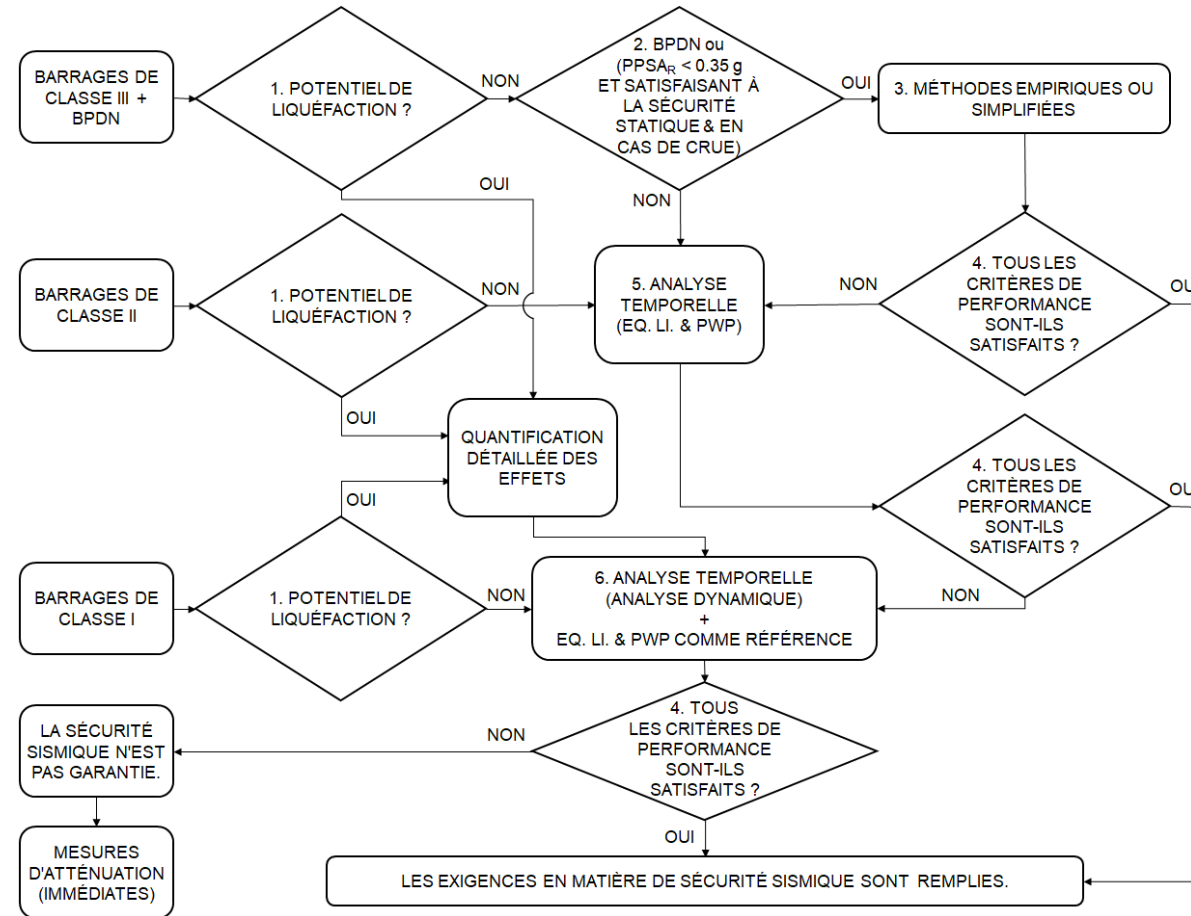 BARRAGES DE
CLASSE III +
BPDN
1. POTENTIEL DE
LIQUÉFACTION ?
NON
2. BPDN ou
(PPSAR < 0.35 g
ET SATISFAISANT À
LA SÉCURITÉ
STATIQUE & EN
CAS DE CRUE)
OUI
3. MÉTHODES EMPIRIQUES OU
SIMPLIFIÉES
OUI
NON
BARRAGES DE
CLASSE II
1. POTENTIEL DE
LIQUÉFACTION ?
NON
5. ANALYSE
TEMPORELLE
(EQ. LI. & PWP)
NON
4. TOUS LES
CRITÈRES DE
PERFORMANCE
SONT-ILS
SATISFAITS ?
OU
OUI
QUANTIFICATION
DÉTAILLÉE DES
EFFETS
4. TOUS LES
CRITÈRES DE
PERFORMANCE
SONT-ILS
SATISFAITS ?
OU
OUI
BARRAGES DE
CLASSE I
1. POTENTIEL DE
LIQUÉFACTION ?
NON
6. ANALYSE TEMPORELLE
(ANALYSE DYNAMIQUE)
+
EQ. LI. & PWP COMME RÉFÉRENCE
NON
4. TOUS
LES CRITÈRES DE
PERFORMANCE
SONT-ILS
SATISFAITS ?
NON
LA SÉCURITÉ
SISMIQUE N'EST
PAS GARANTIE.
OUI
MESURES
D'ATTÉNUATION
(IMMÉDIATES)
LES EXIGENCES EN MATIÈRE DE SÉCURITÉ SISMIQUE SONT REMPLIES.